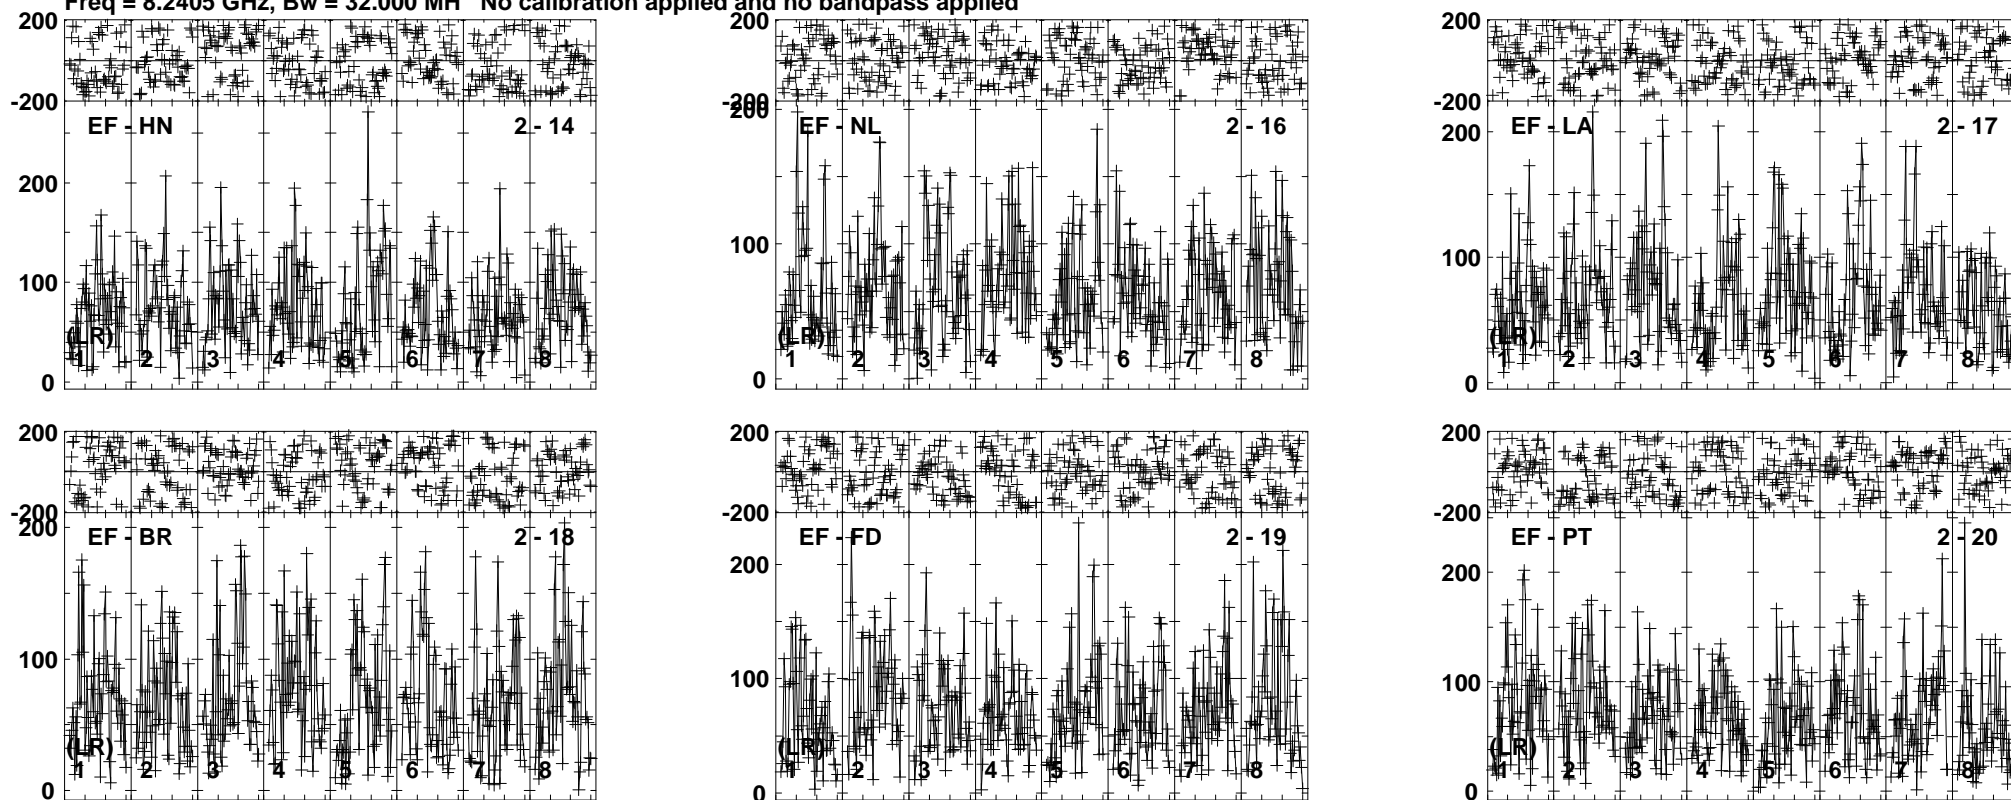 Freq = 8.2405 GHz, Bw = 32.000 MH No calibration applied and no bandpass applied
200
-200
EF - HN 2 - 14
200
100
(LR)
0
1 2 3 4 5 6 7 8
200
-200
200
EF - NL 2 - 16
100
(LR)
0
1 2 3 4 5 6 7 8
200
-200
EF - LA 2 - 17
200
100
(LR)
0
1 2 3 4 5 6 7 8
200
-200
200
EF - BR 2 - 18
100
(LR)
0
1 2 3 4 5 6 7 8
200
-200
EF - FD 2 - 19
200
100
(LR)
0
1 2 3 4 5 6 7 8
200
-200
EF - PT 2 - 20
200
100
(LR)
0
1 2 3 4 5 6 7 8